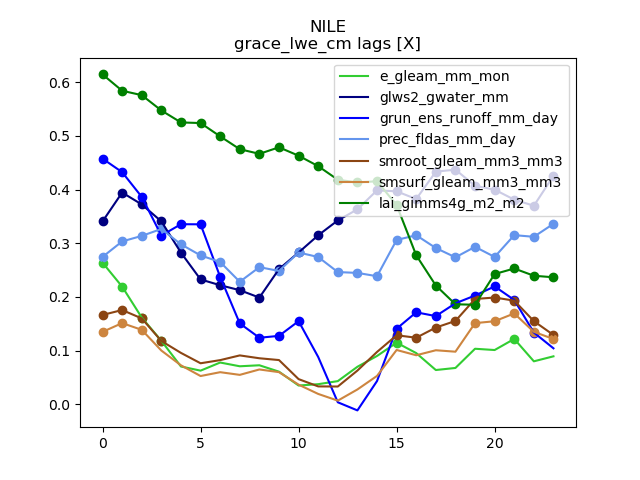 NILE
grace_lwe_cm lags [X]
e_gleam_mm_mon
glws2_gwater_mm
grun_ens_runoff_mm_day
prec_fldas_mm_day
smroot_gleam_mm3_mm3
smsurf_gleam_mm3_mm3
lai_gimms4g_m2_m2
0.6
0.5
0.4
0.3
0.2
0.1
0.0
0 5 10 15 20